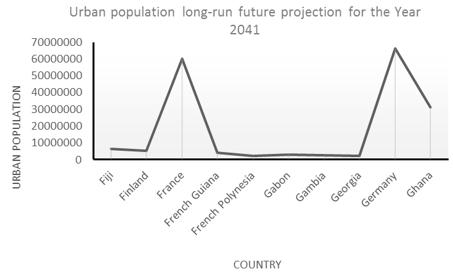 Urban population long-run future projection for the Year
2041
70000000
60000000
50000000
40000000
30000000
20000000
10000000
0
URBAN POPULATION
Fiji
Finland
France
French Guiana
French Polynesia
Gabon
Gambia
Georgia
Germany
Ghana
COUNTRY